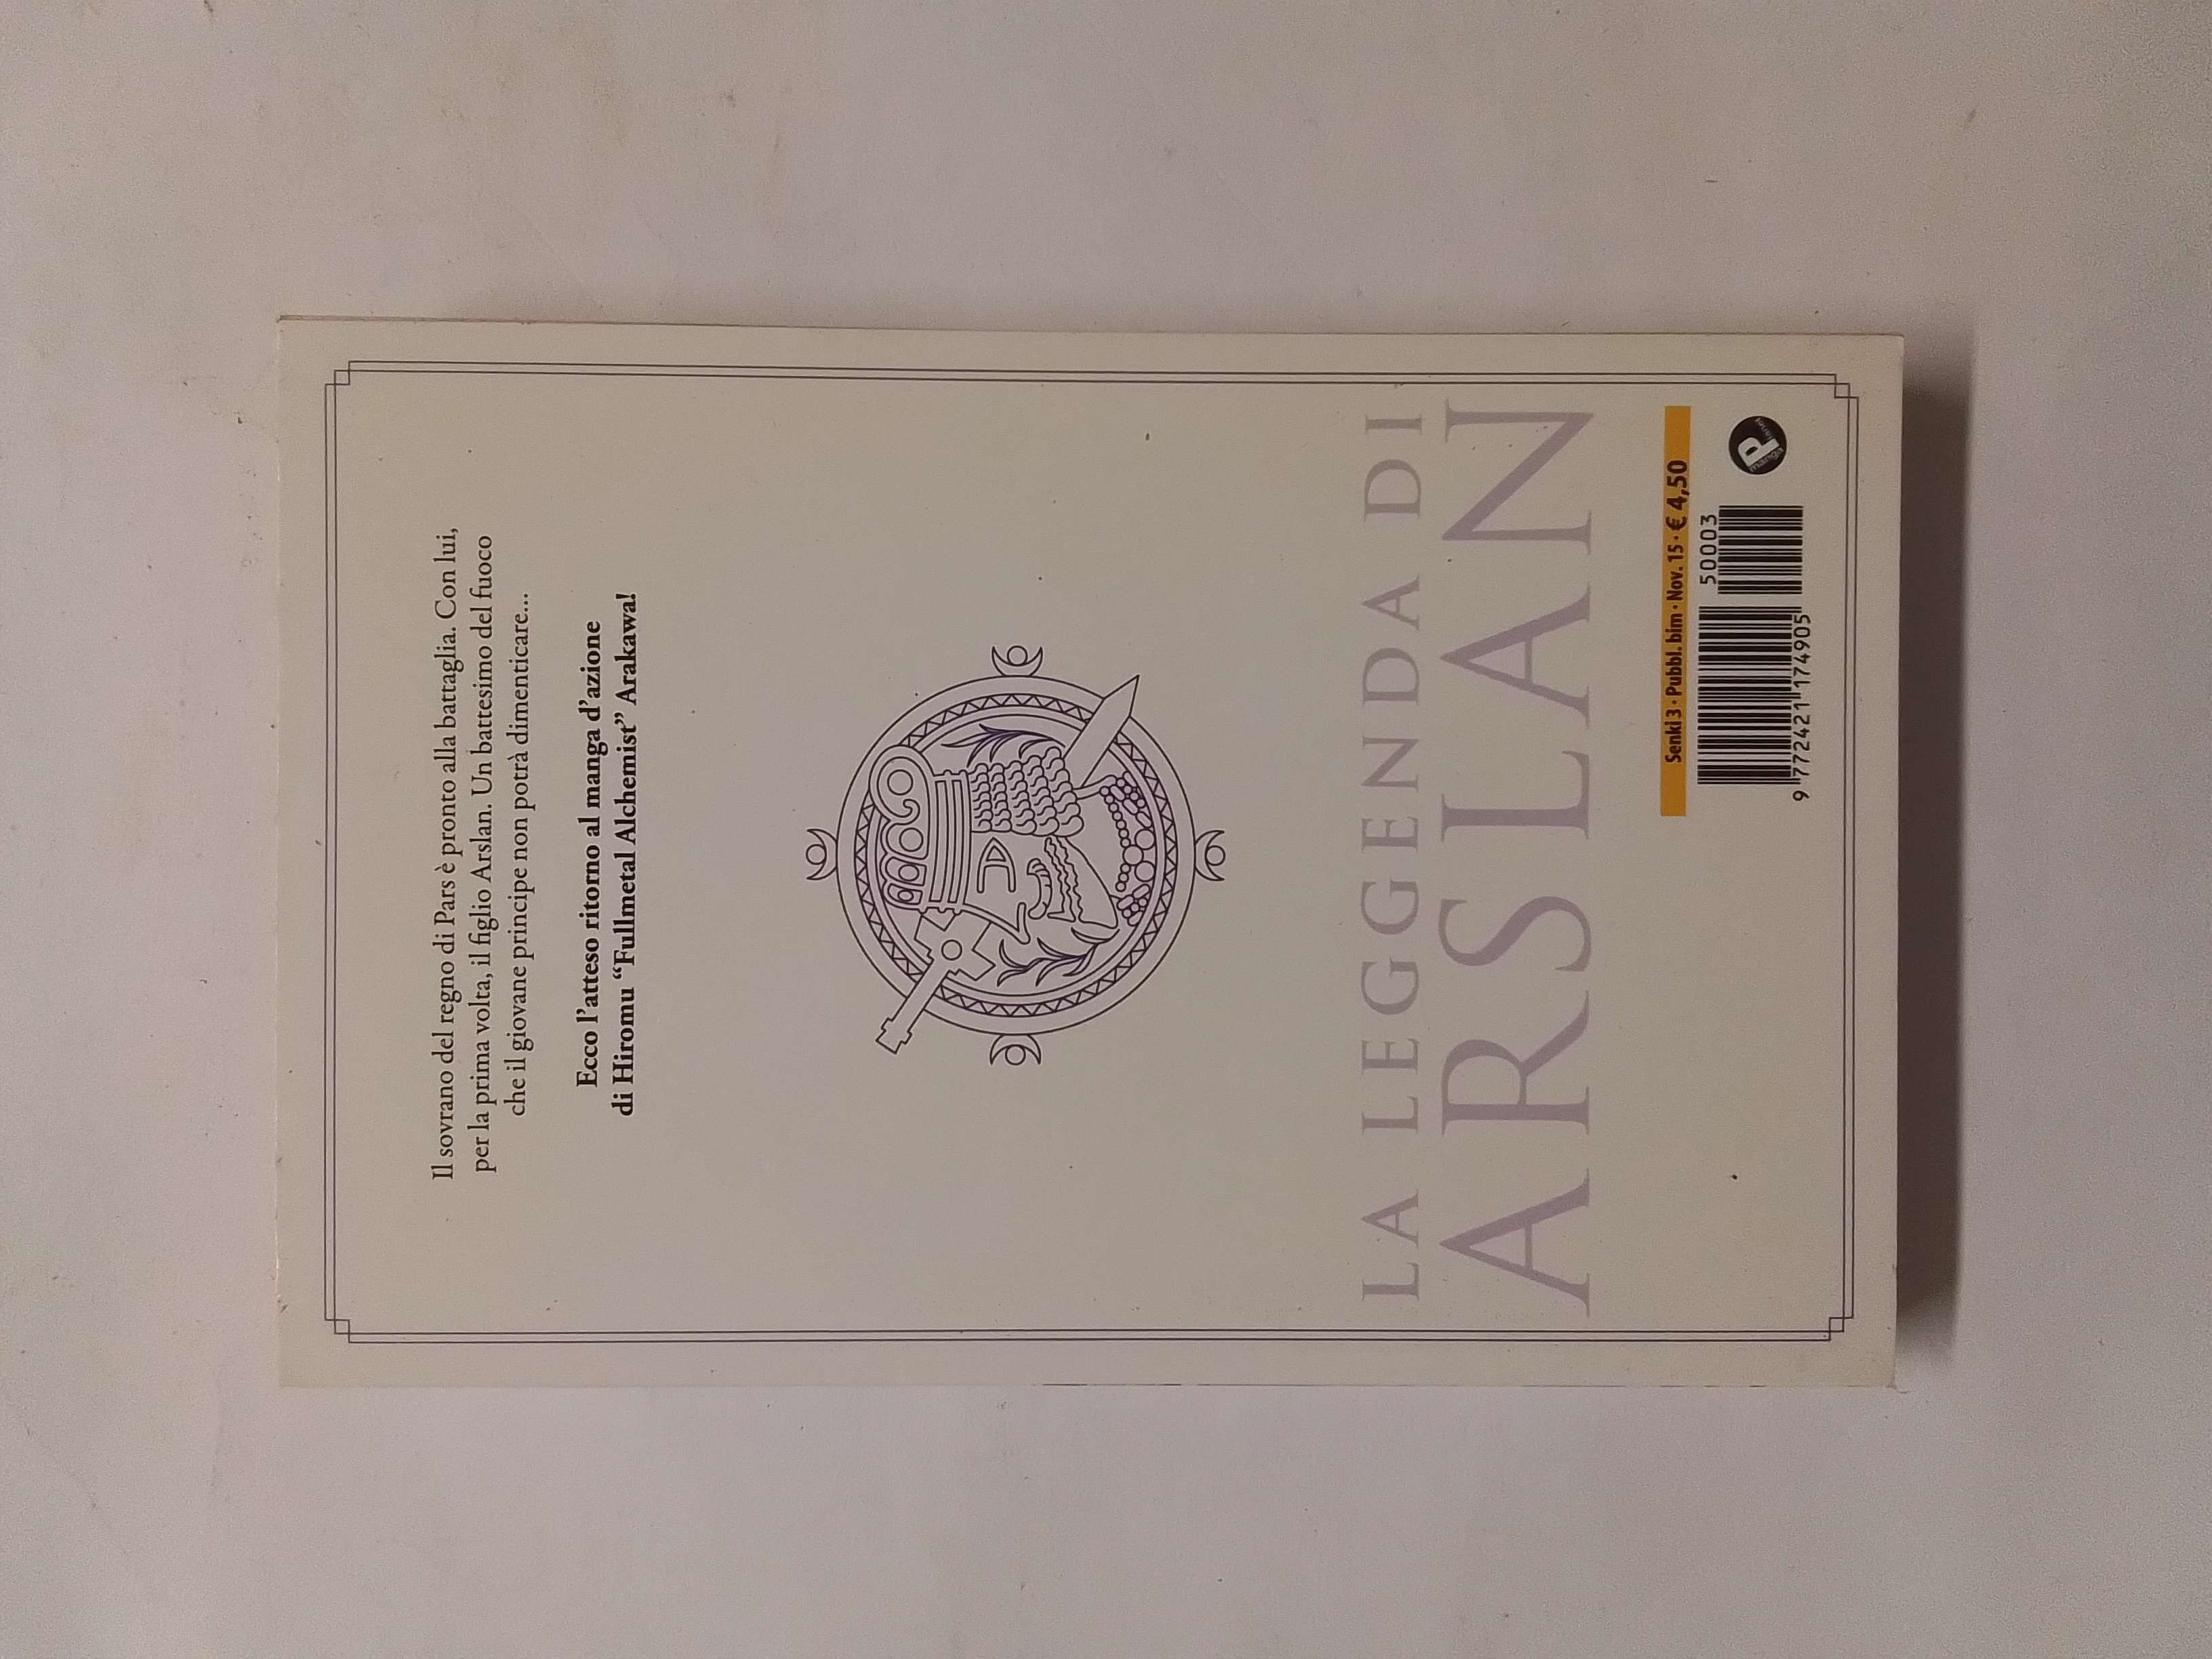 Il sovrano del regno di Pars è pronto alla battaglia. Con lui,
per la prima volta, il figlio Arslan. Un battesimo del fuoco
che il giovane principe non potrà dimenticare...
Ecco l'atteso ritorno al manga d'azione
di Hiromu “Fullmetal Alchemist” Arakawa!
LA LEGGENDA DI
ARSLAN
Senki 3 · Pubbl. bim · Nov. 15 · € 4,50
50003
9 772421 174905
P